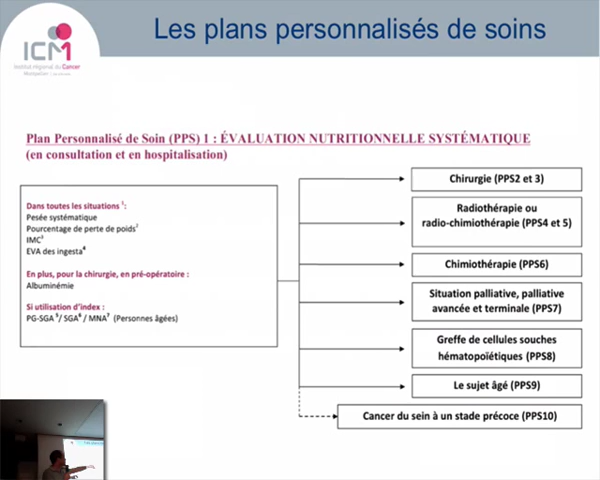 Les plans personnalisés de soins
ICM
Institut régional du Cancer
Montpellier
Plan Personnalisé de Soin (PPS) 1 : ÉVALUATION NUTRITIONNELLE SYSTÉMATIQUE
(en consultation et en hospitalisation)
Dans toutes les situations ¹:
Pesée systématique
Pourcentage de perte de poids²
IMC³
EVA des ingesta⁴
En plus, pour la chirurgie, en pré-opératoire :
Albuminémie
Si utilisation d'index :
PG-SGA ⁵/ SGA⁶ / MNA⁷ (Personnes âgées)
Chirurgie (PPS2 et 3)
Radiothérapie ou
radio-chimiothérapie (PPS4 et 5)
Chimiothérapie (PPS6)
Situation palliative, palliative
avancée et terminale (PPS7)
Greffe de cellules souches
hématopoïétiques (PPS8)
Le sujet âgé (PPS9)
Cancer du sein à un stade précoce (PPS10)